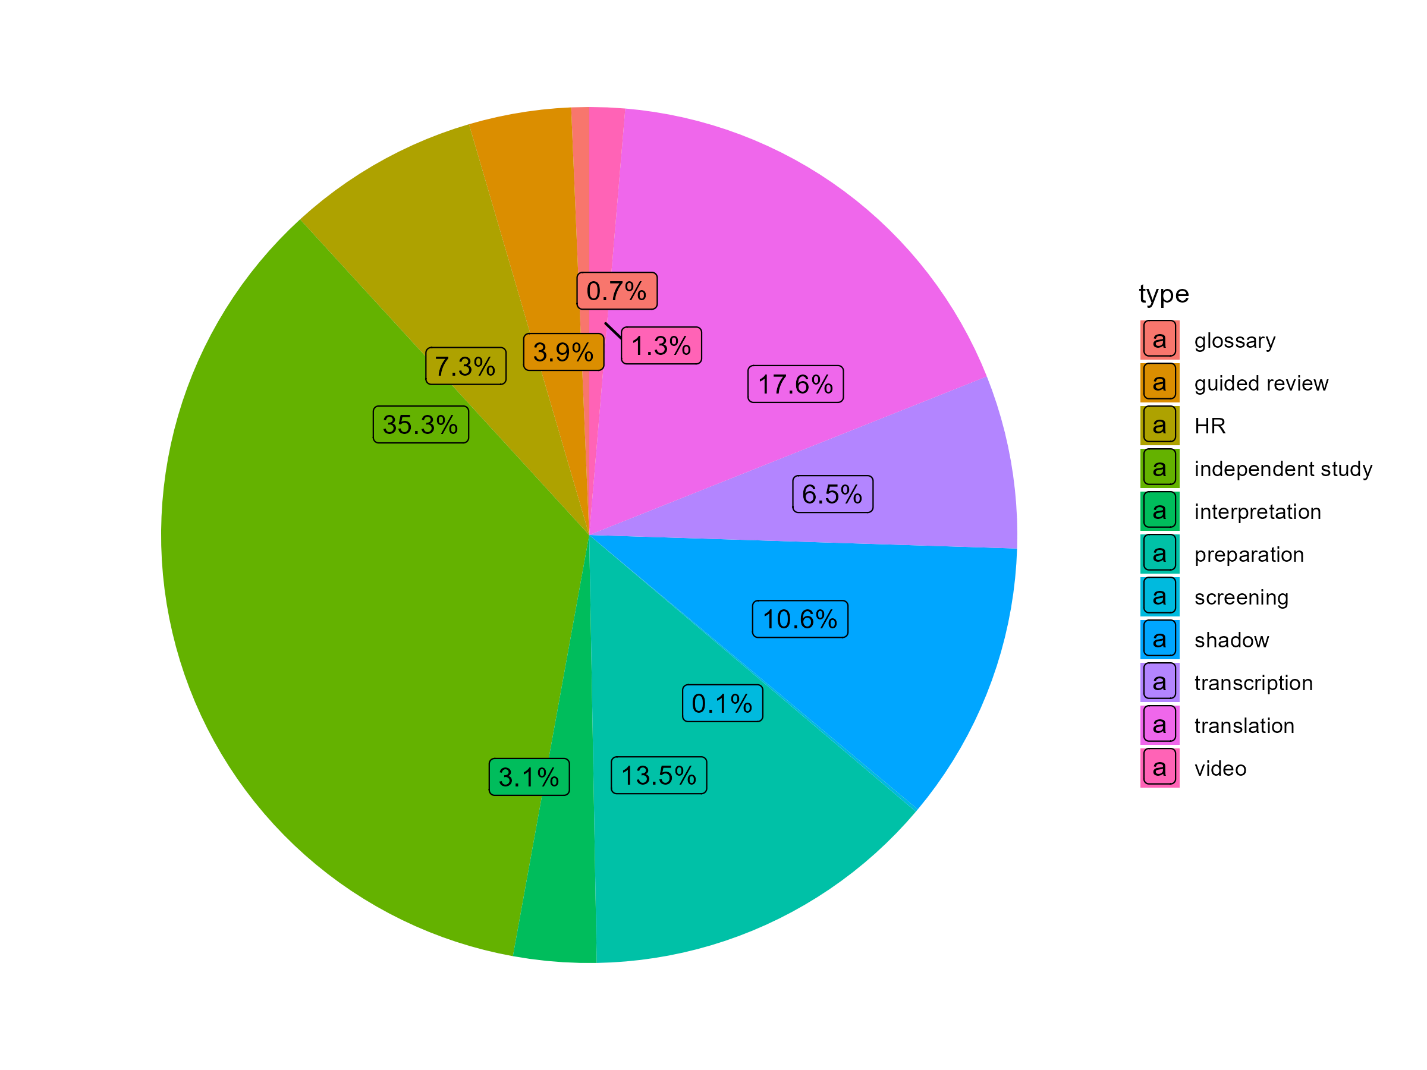 0.7%
1.3%
3.9%
7.3%
17.6%
35.3%
6.5%
10.6%
0.1%
13.5%
3.1%
type
a glossary
a guided review
a HR
a independent study
a interpretation
a preparation
a screening
a shadow
a transcription
a translation
a video